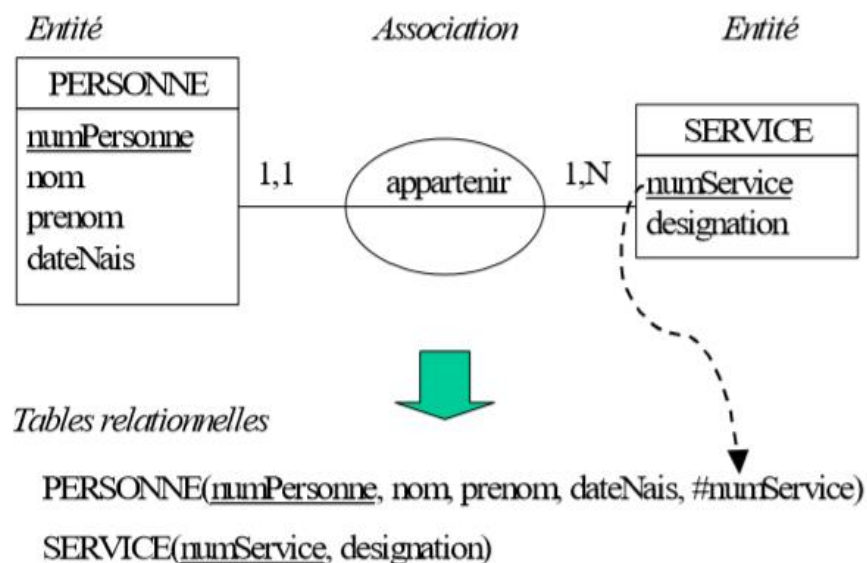 Entité
Association
Entité
PERSONNE
numPersonne
nom
prenom
dateNais
1,1
appartenir
1,N
SERVICE
numService
designation
Tables relationnelles
PERSONNE(numPersonne, nom, prenom, dateNais, #numService)
SERVICE(numService, designation)